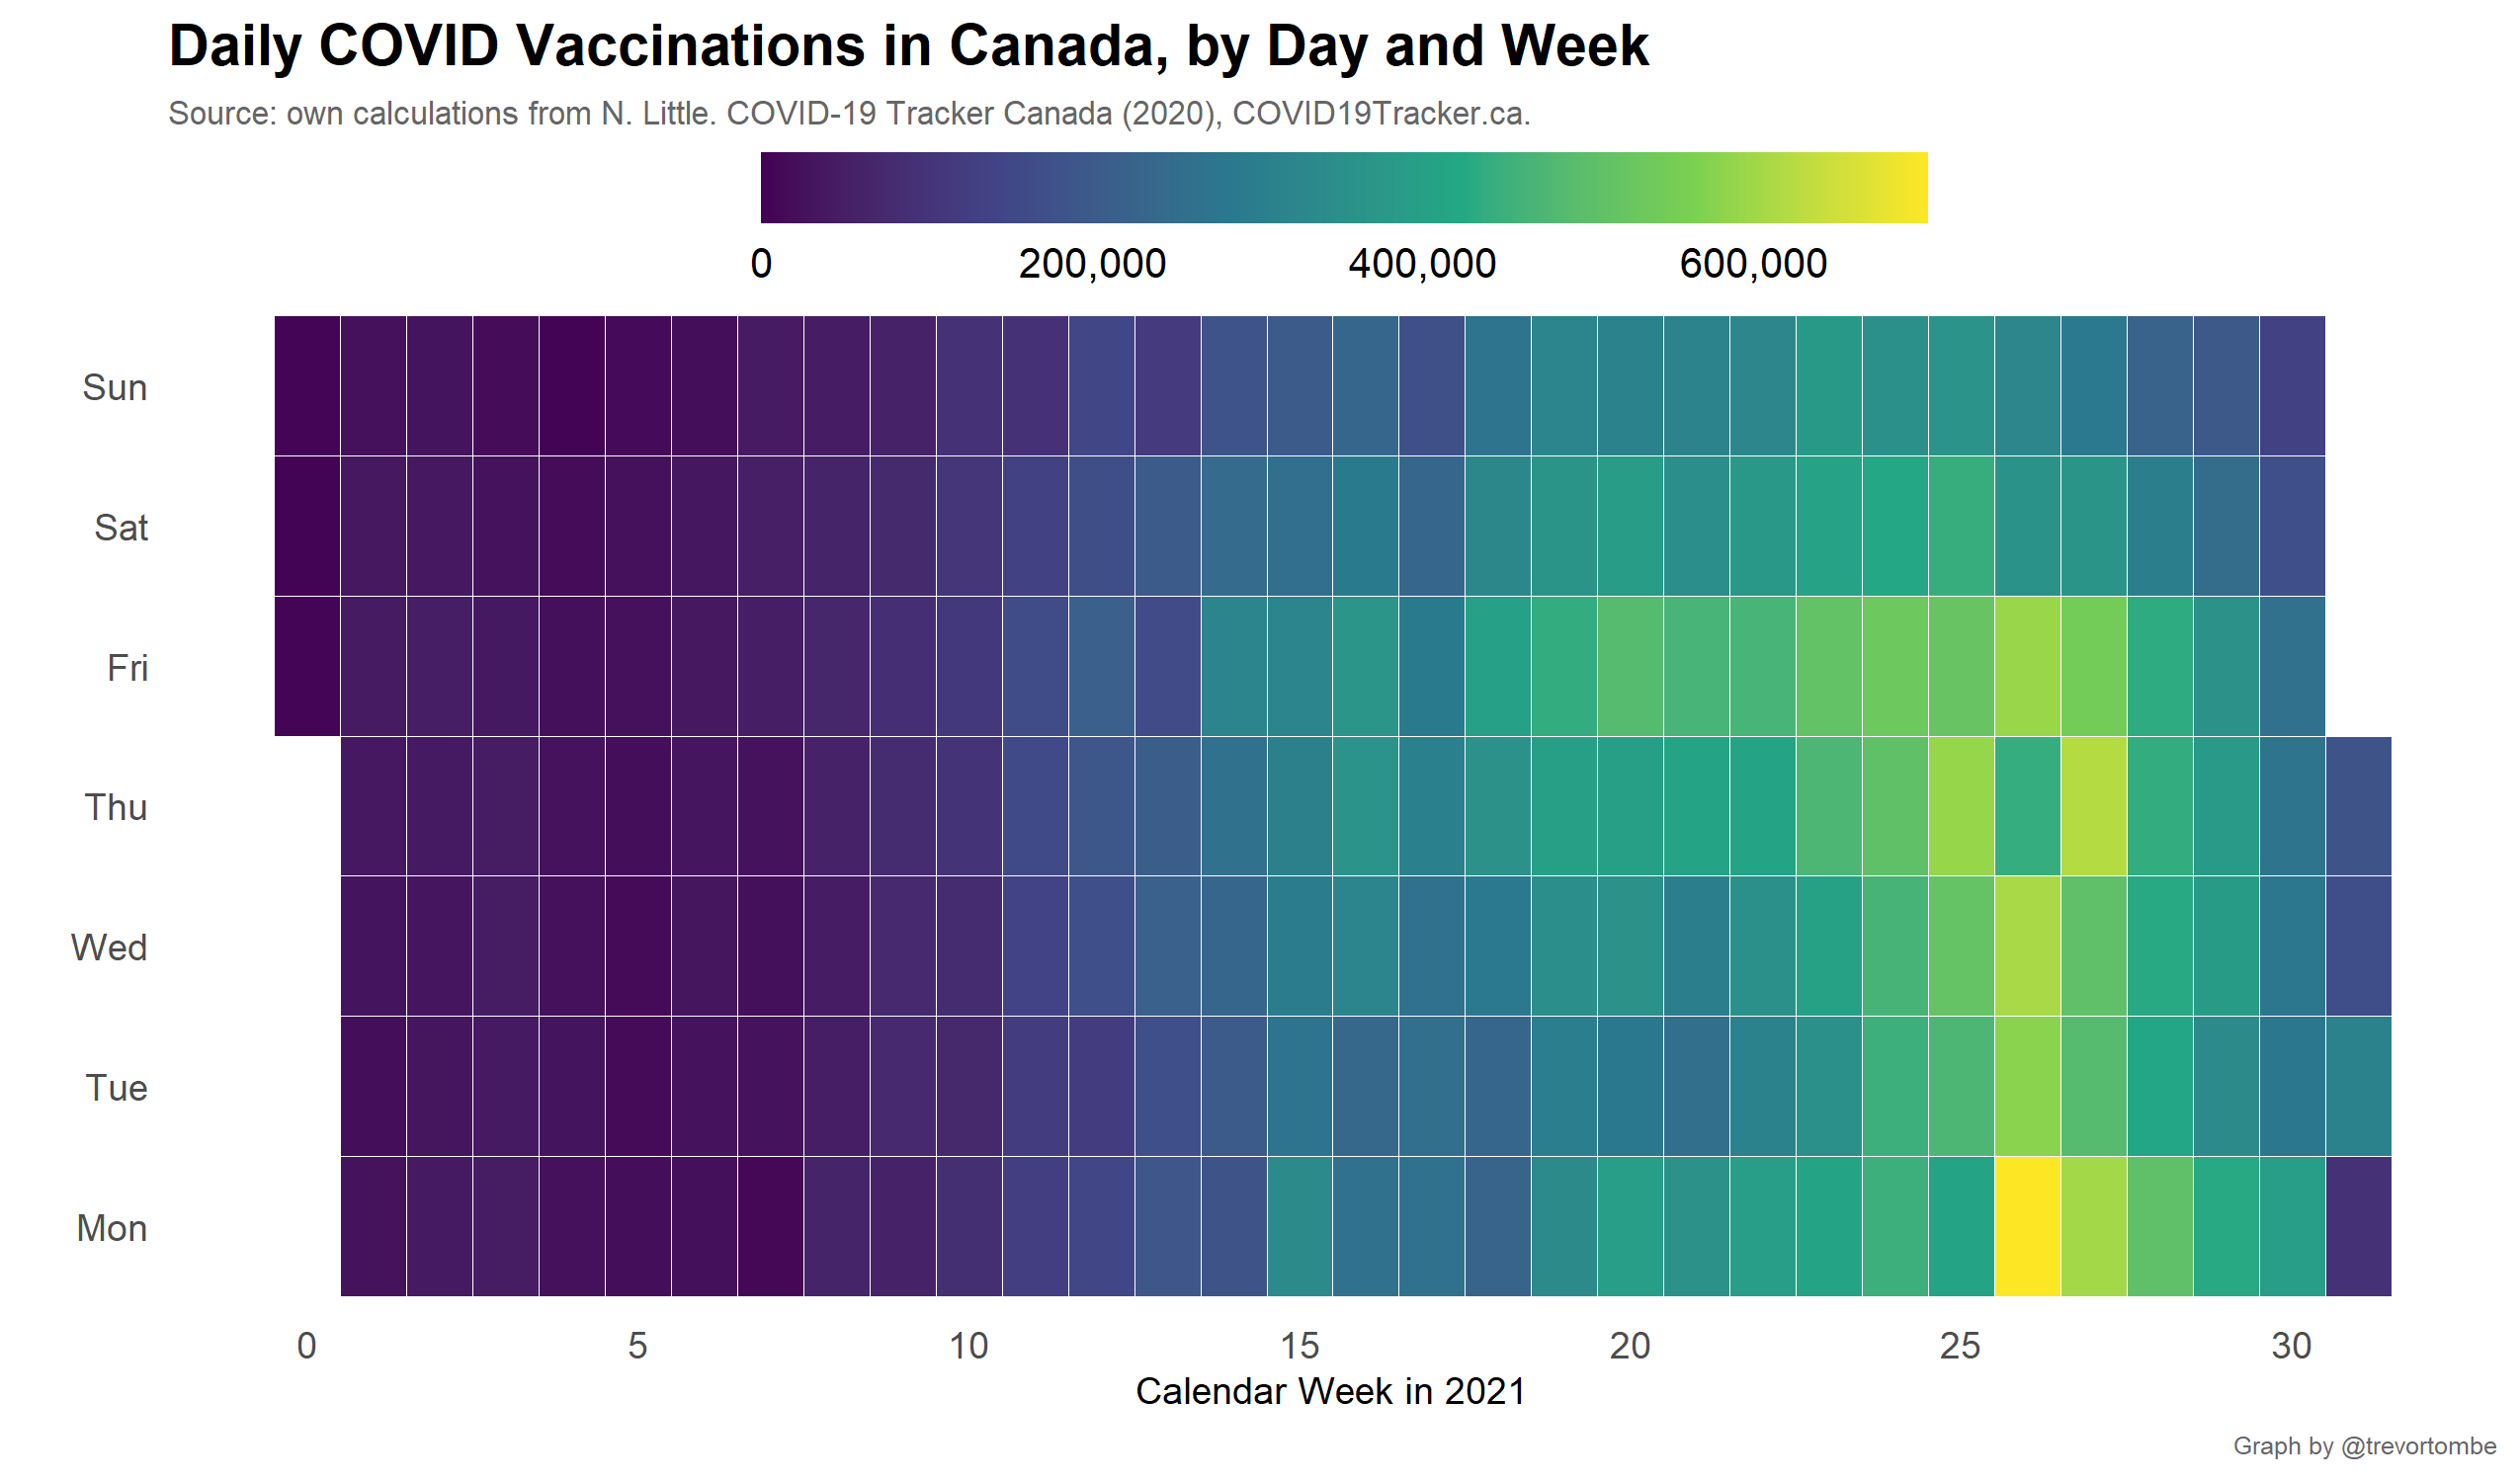 Daily COVID Vaccinations in Canada, by Day and Week
Source: own calculations from N. Little. COVID-19 Tracker Canada (2020), COVID19Tracker.ca.
0 200,000 400,000 600,000
Sun
Sat
Fri
Thu
Wed
Tue
Mon
0 5 10 15 20 25 30
Calendar Week in 2021
Graph by @trevortombe